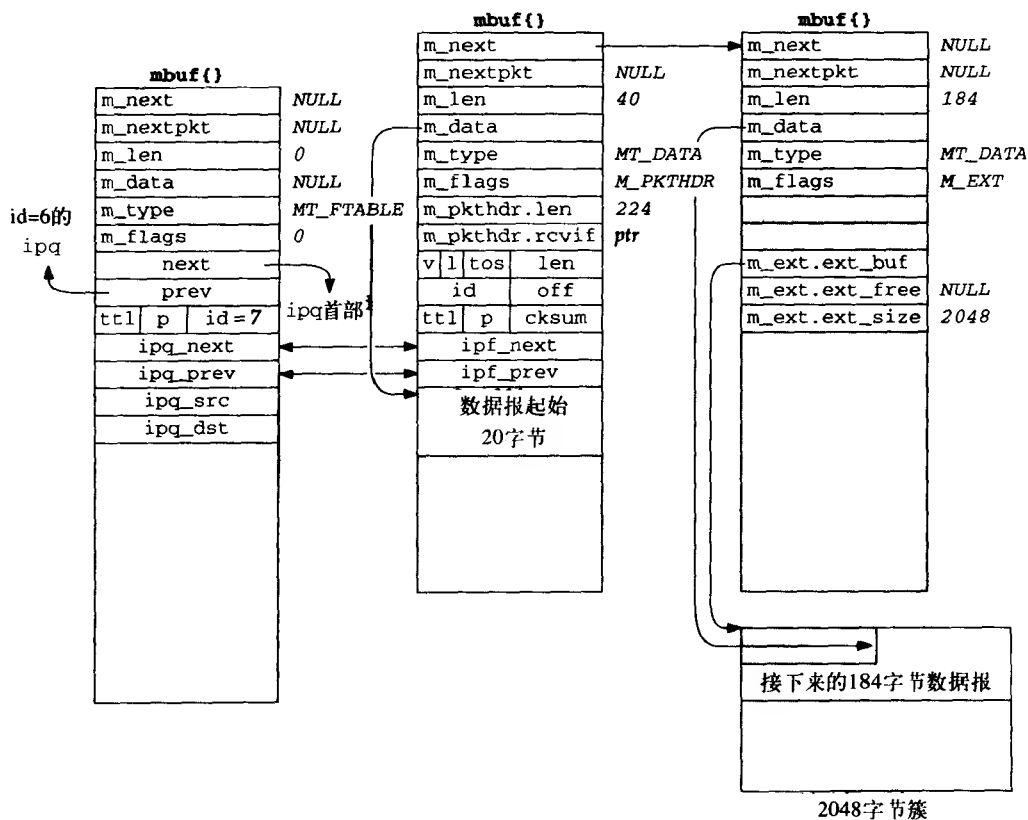 mbuf{}
m_next NULL
m_nextpkt NULL
m_len 0
m_data NULL
m_type MT_FTABLE
m_flags 0
next
prev
ttl p id=7
ipq_next
ipq_prev
ipq_src
ipq_dst
id=6的
ipq
ipq首部
mbuf{}
m_next
m_nextpkt NULL
m_len 40
m_data
m_type MT_DATA
m_flags M_PKTHDR
m_pkthdr.len 224
m_pkthdr.rcvif ptr
v l tos len
id off
ttl p cksum
ipf_next
ipf_prev
数据报起始
20字节
mbuf{}
m_next NULL
m_nextpkt NULL
m_len 184
m_data
m_type MT_DATA
m_flags M_EXT
m_ext.ext_buf
m_ext.ext_free NULL
m_ext.ext_size 2048
接下来的184字节数据报
2048字节簇